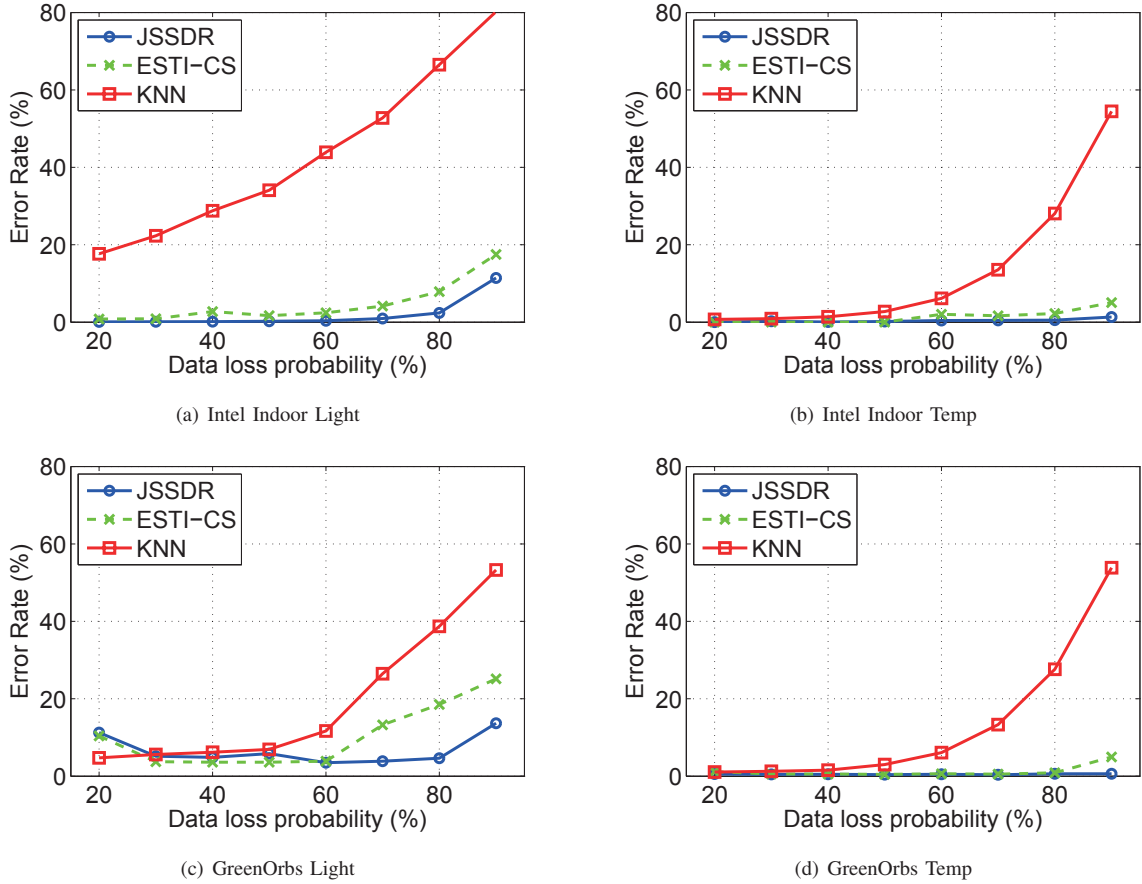 80
60
40
20
0
Error Rate (%)
JSSDR
ESTI-CS
KNN
20 40 60 80
Data loss probability (%)
(a) Intel Indoor Light
80
60
40
20
0
Error Rate (%)
JSSDR
ESTI-CS
KNN
20 40 60 80
Data loss probability (%)
(b) Intel Indoor Temp
80
60
40
20
0
Error Rate (%)
JSSDR
ESTI-CS
KNN
20 40 60 80
Data loss probability (%)
(c) GreenOrbs Light
80
60
40
20
0
Error Rate (%)
JSSDR
ESTI-CS
KNN
20 40 60 80
Data loss probability (%)
(d) GreenOrbs Temp